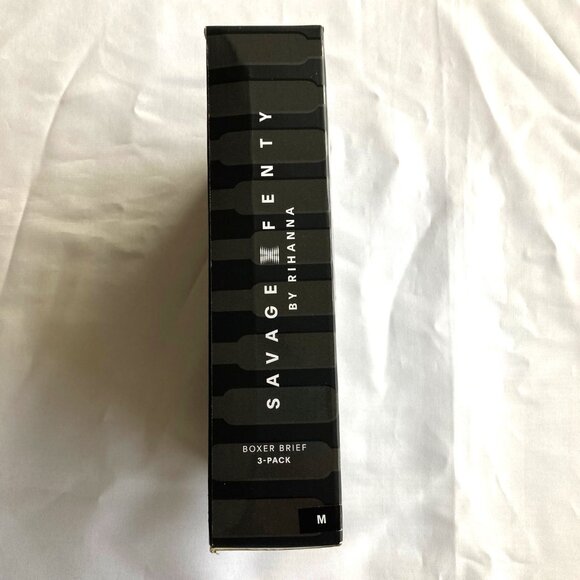 SAVAGE X FENTY
BY RIHANNA
BOXER BRIEF
3-PACK
M